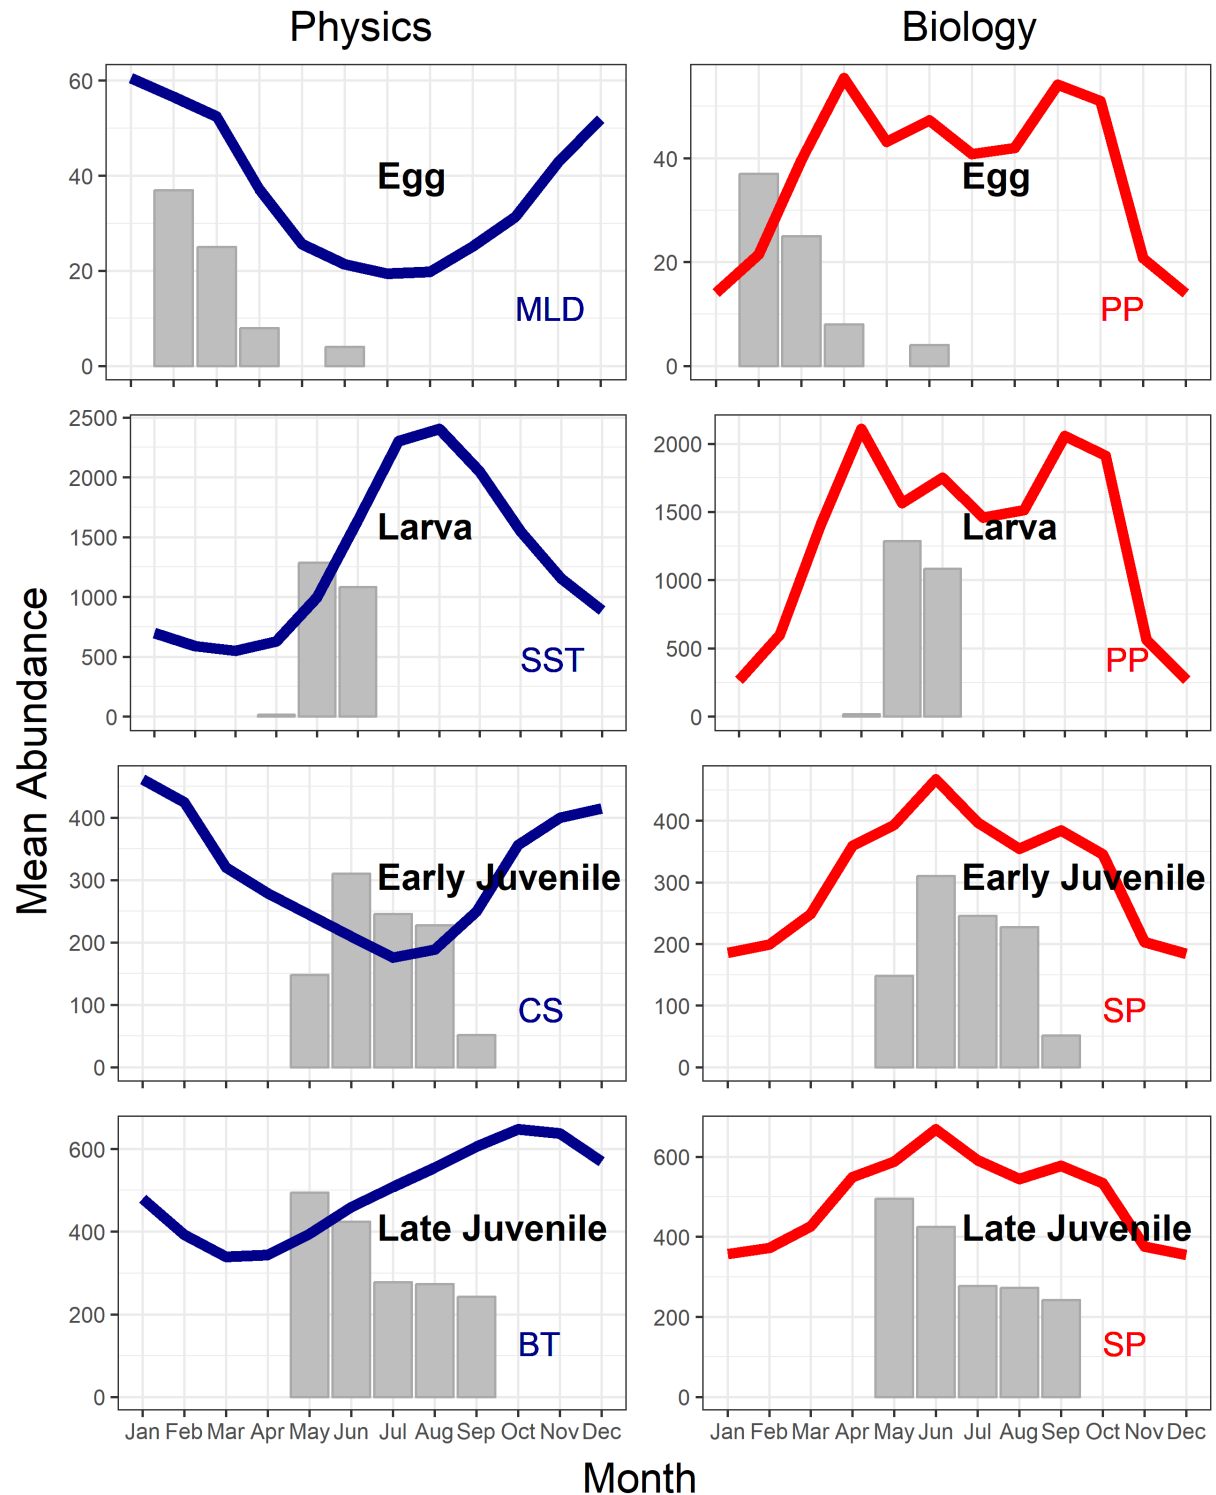 Physics
Biology
Mean Abundance
60
40
20
0
Egg
MLD
40
20
0
Egg
PP
2500
2000
1500
1000
500
0
Larva
SST
2000
1500
1000
500
0
Larva
PP
400
300
200
100
0
Early Juvenile
CS
400
300
200
100
0
Early Juvenile
SP
600
400
200
0
Late Juvenile
BT
Jan Feb Mar Apr May Jun Jul Aug Sep Oct Nov Dec
600
400
200
0
Late Juvenile
SP
Jan Feb Mar Apr May Jun Jul Aug Sep Oct Nov Dec
Month